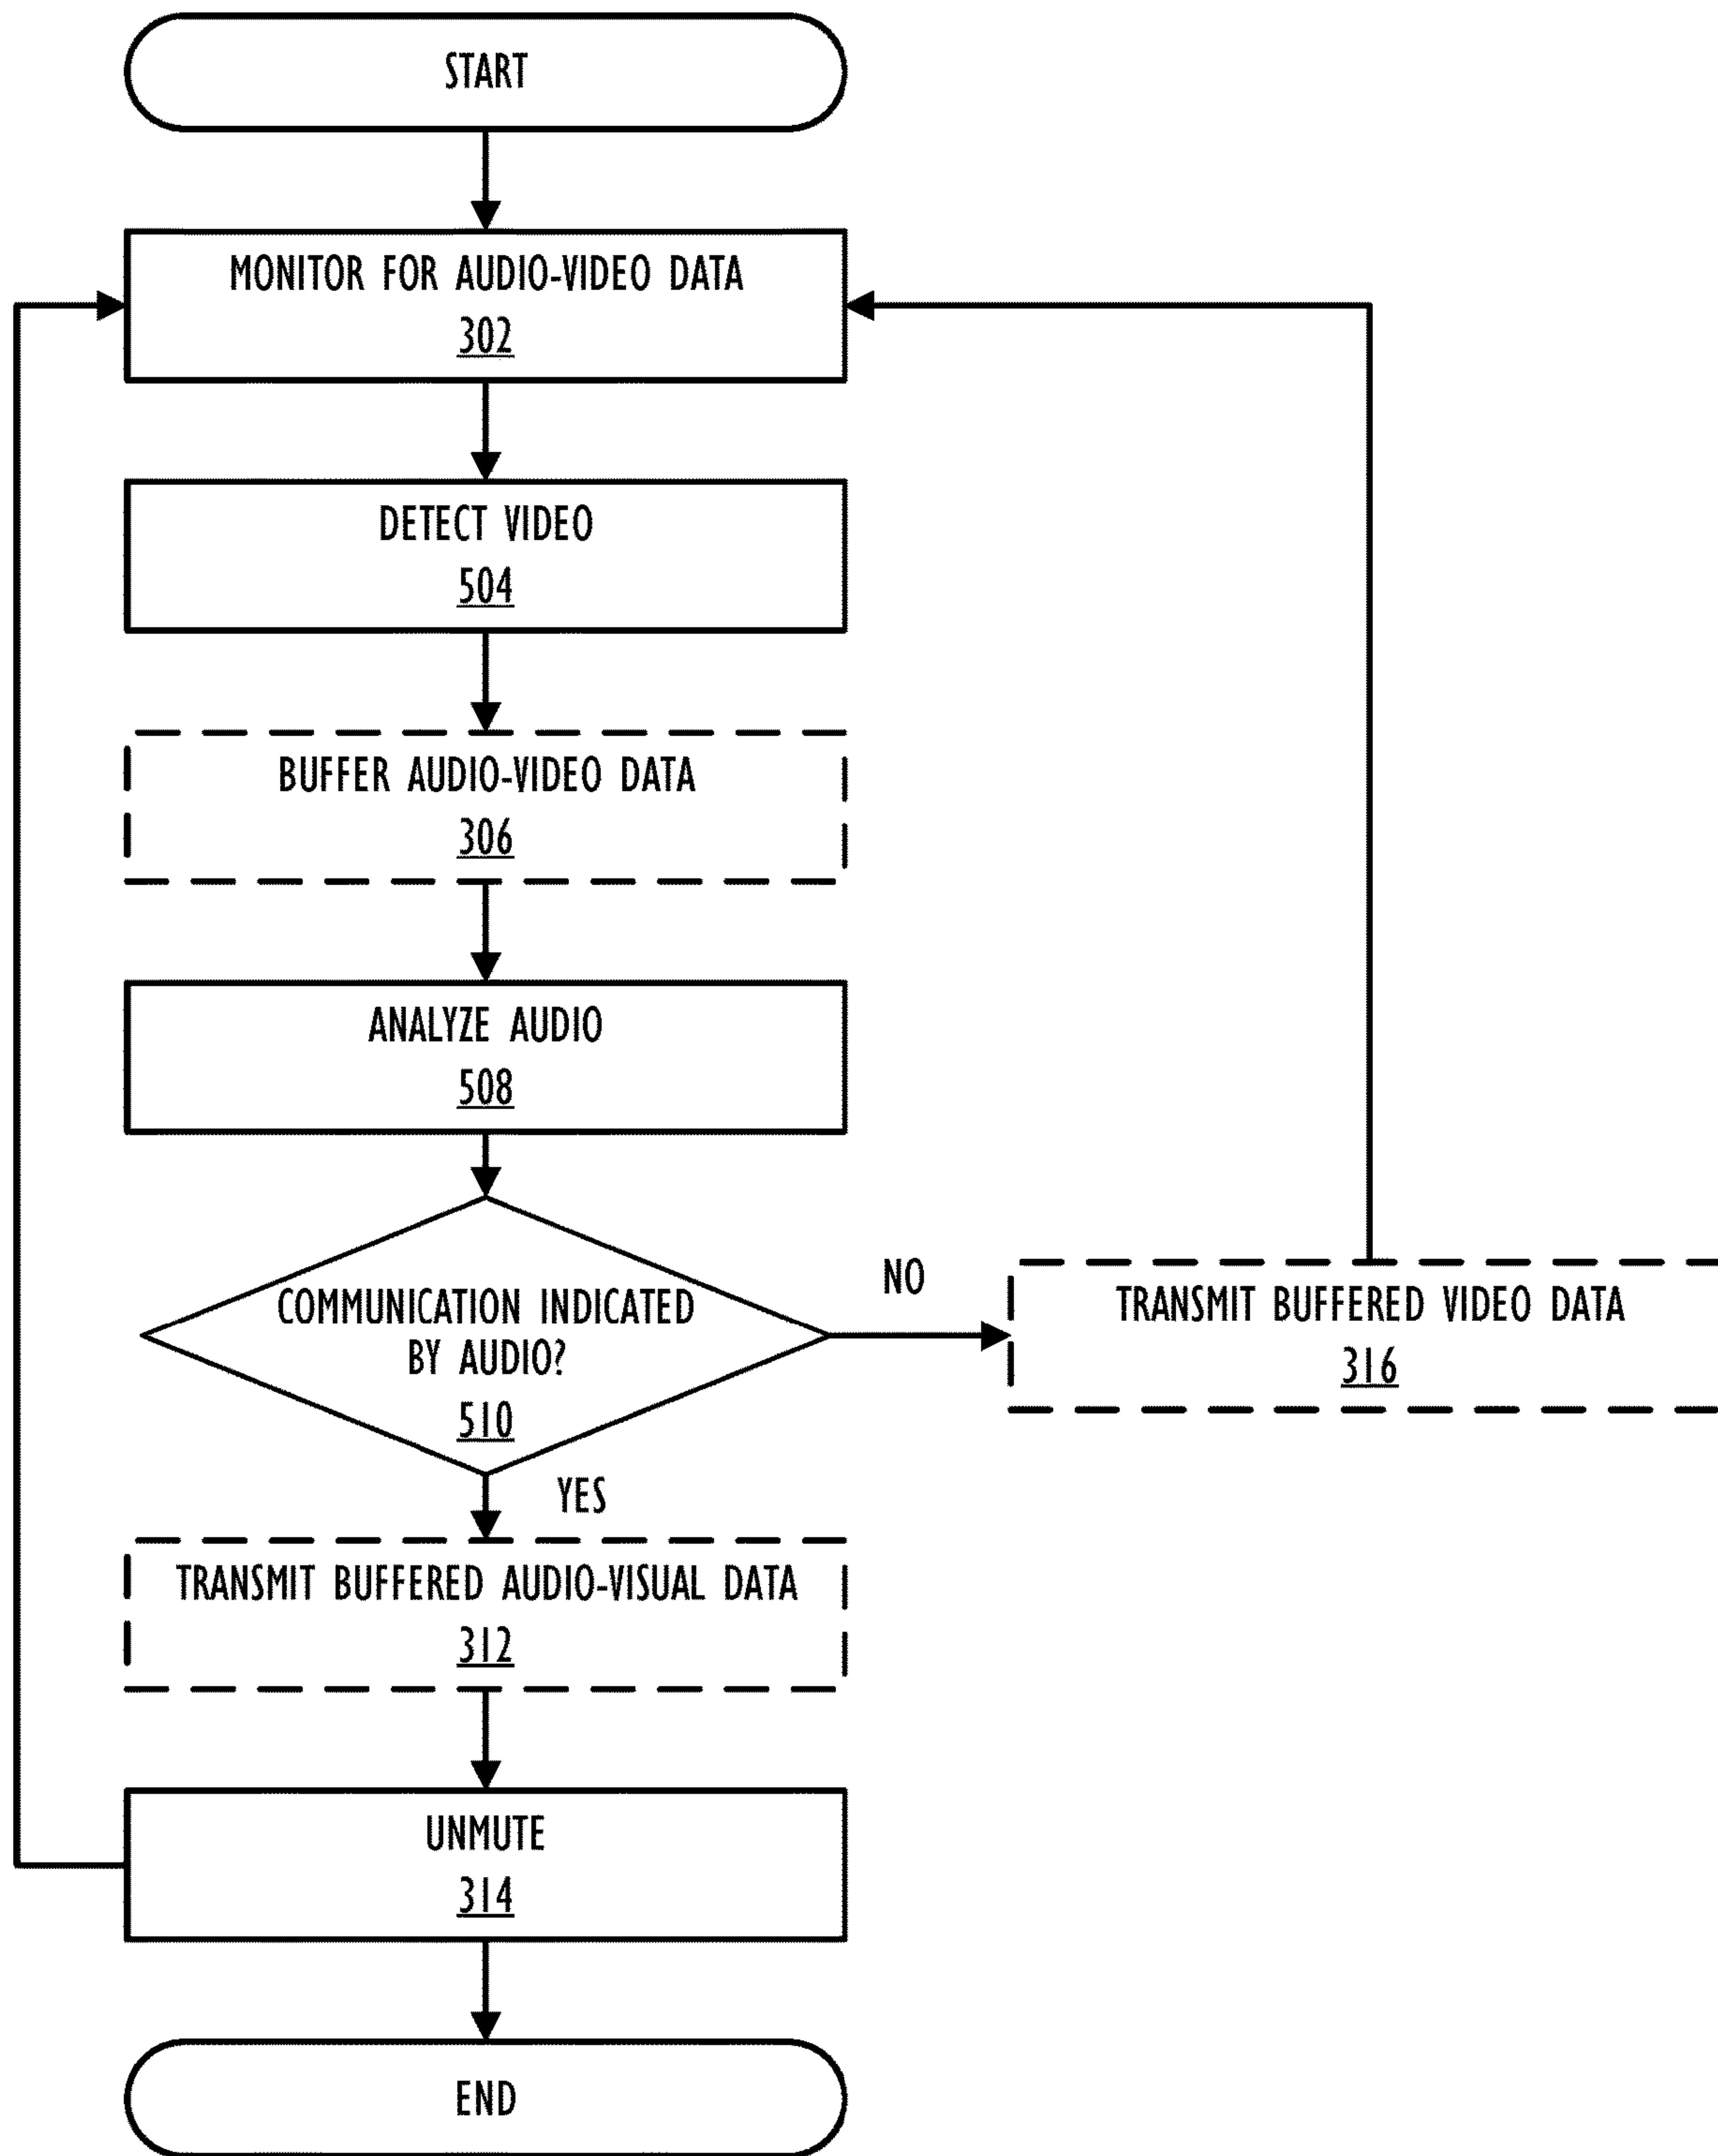 START
MONITOR FOR AUDIO-VIDEO DATA
302
DETECT VIDEO
504
BUFFER AUDIO-VIDEO DATA
306
ANALYZE AUDIO
508
COMMUNICATION INDICATED
BY AUDIO?
510
NO
TRANSMIT BUFFERED VIDEO DATA
316
YES
TRANSMIT BUFFERED AUDIO-VISUAL DATA
312
UNMUTE
314
END